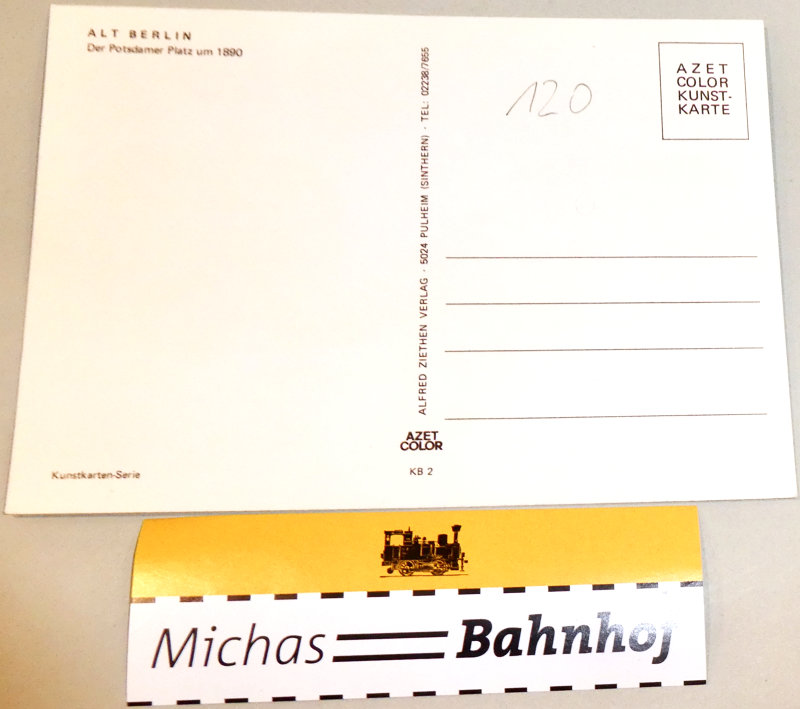 ALT BERLIN
Der Potsdamer Platz um 1890
120
AZET
COLOR
KUNST-
KARTE
ALFRED ZIETHEN VERLAG · 5024 PULHEIM (SINTHERN) · TEL: 02238/7655
AZET
COLOR
Kunstkarten-Serie
KB 2
Michas Bahnhof